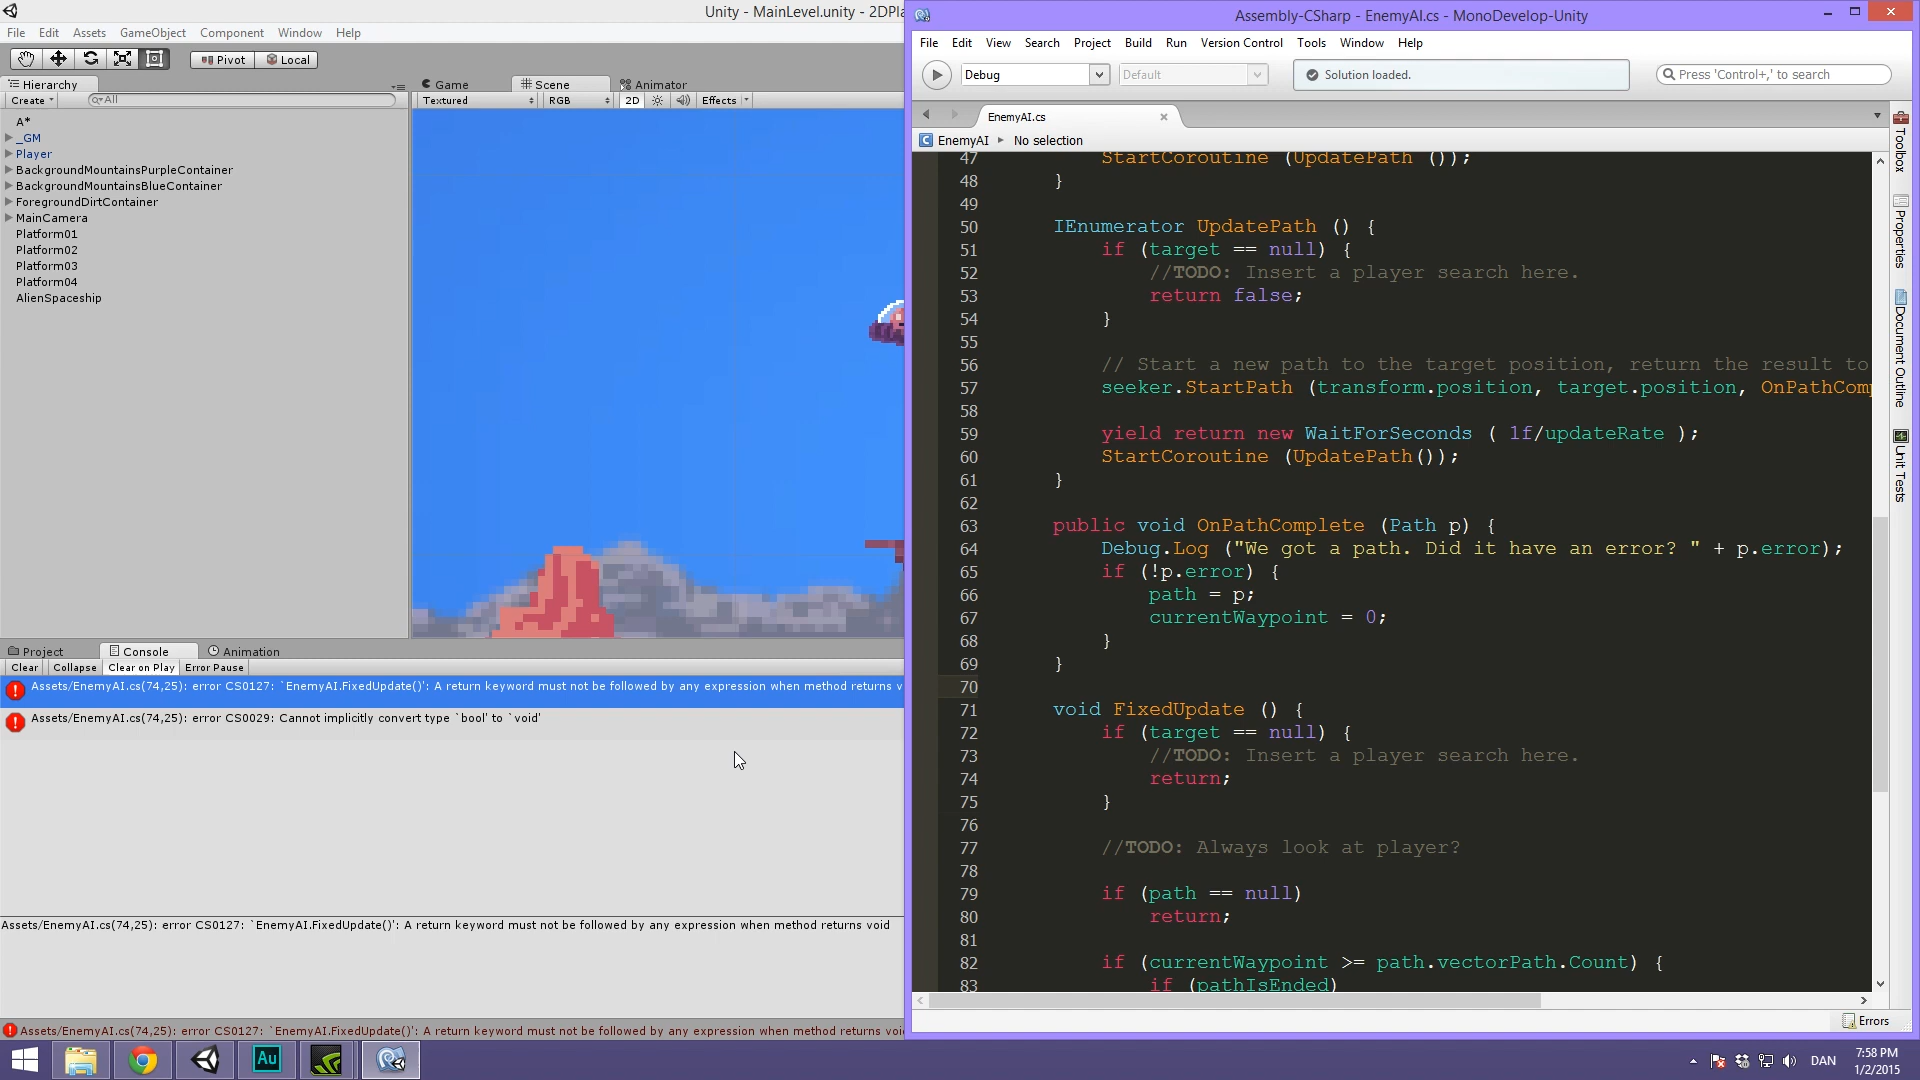 Unity - MainLevel.unity - 2DPla
File Edit Assets GameObject Component Window Help
Pivot Local
Hierarchy
Create All
A*
_GM
Player
BackgroundMountainsPurpleContainer
BackgroundMountainsBlueContainer
ForegroundDirtContainer
MainCamera
Platform01
Platform02
Platform03
Platform04
AlienSpaceship
Game Scene Animator
Textured RGB 2D Effects
Project Console Animation
Clear Collapse Clear on Play Error Pause
Assets/EnemyAI.cs(74,25): error CS0127: `EnemyAI.FixedUpdate()': A return keyword must not be followed by any expression when method returns v
Assets/EnemyAI.cs(74,25): error CS0029: Cannot implicitly convert type `bool' to `void'
Assets/EnemyAI.cs(74,25): error CS0127: `EnemyAI.FixedUpdate()': A return keyword must not be followed by any expression when method returns void
Assets/EnemyAI.cs(74,25): error CS0127: `EnemyAI.FixedUpdate()': A return keyword must not be followed by any expression when method returns voi
Assembly-CSharp - EnemyAI.cs - MonoDevelop-Unity
File Edit View Search Project Build Run Version Control Tools Window Help
Debug Default Solution loaded. Press 'Control+,' to search
EnemyAI.cs
EnemyAI No selection
47 StartCoroutine (UpdatePath ());
48 }
49
50 IEnumerator UpdatePath () {
51 if (target == null) {
52 //TODO: Insert a player search here.
53 return false;
54 }
55
56 // Start a new path to the target position, return the result to
57 seeker.StartPath (transform.position, target.position, OnPathComp
58
59 yield return new WaitForSeconds ( 1f/updateRate );
60 StartCoroutine (UpdatePath());
61 }
62
63 public void OnPathComplete (Path p) {
64 Debug.Log ("We got a path. Did it have an error? " + p.error);
65 if (!p.error) {
66 path = p;
67 currentWaypoint = 0;
68 }
69 }
70
71 void FixedUpdate () {
72 if (target == null) {
73 //TODO: Insert a player search here.
74 return;
75 }
76
77 //TODO: Always look at player?
78
79 if (path == null)
80 return;
81
82 if (currentWaypoint >= path.vectorPath.Count) {
83 if (pathIsEnded)
Toolbox
Properties
Document Outline
Unit Tests
Errors
Au
DAN
7:58 PM
1/2/2015